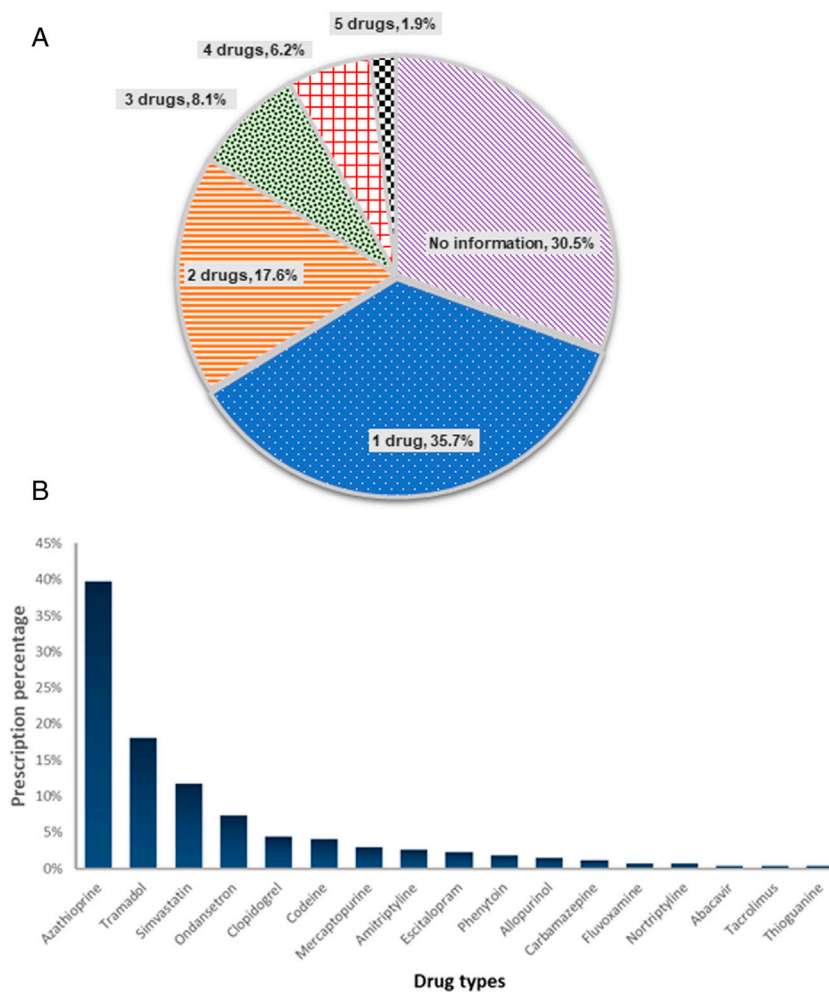 A
5 drugs,1.9%
4 drugs,6.2%
3 drugs,8.1%
No information, 30.5%
2 drugs,17.6%
1 drug, 35.7%
B
45%
40%
35%
30%
25%
20%
15%
10%
5%
0%
Prescription percentage
Azathioprine
Tramadol
Simvastatin
Ondansetron
Clopidogrel
Codeine
Mercaptopurine
Amitriptyline
Escitalopram
Phenytoin
Allopurinol
Carbamazepine
Fluvoxamine
Nortriptyline
Abacavir
Tacrolimus
Thioguanine
Drug types